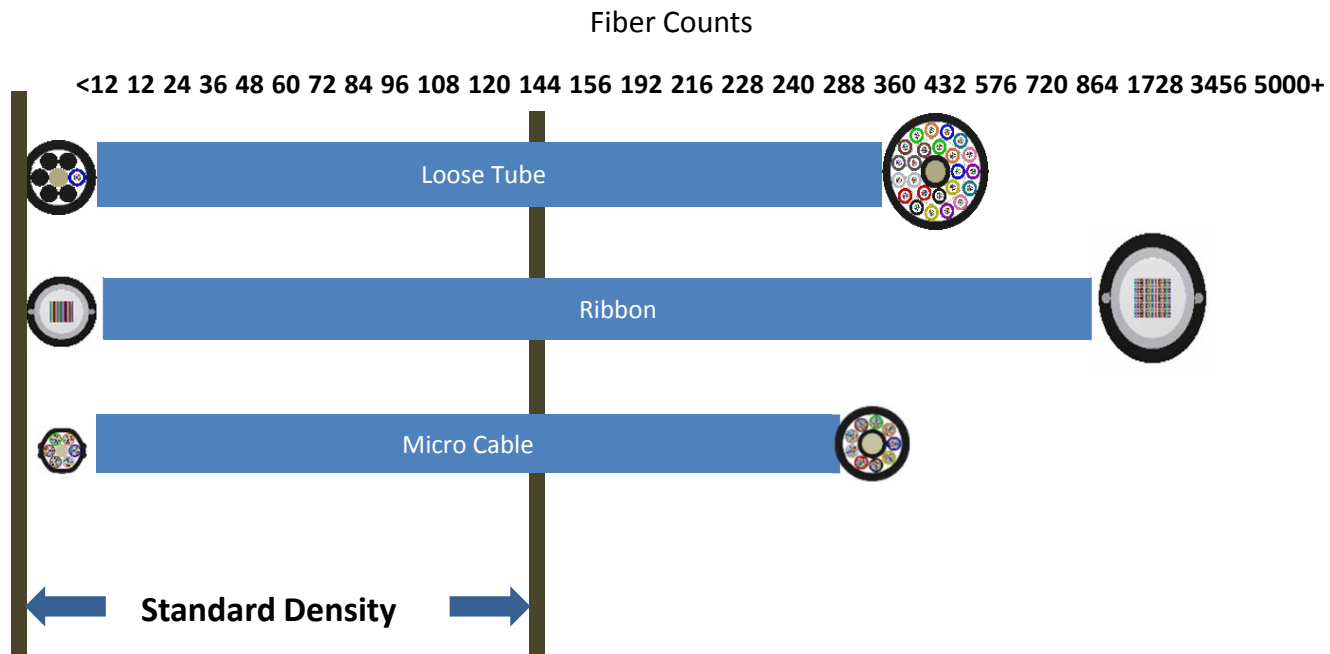 Fiber Counts
<12 12 24 36 48 60 72 84 96 108 120 144 156 192 216 228 240 288 360 432 576 720 864 1728 3456 5000+
Loose Tube
Ribbon
Micro Cable
Standard Density